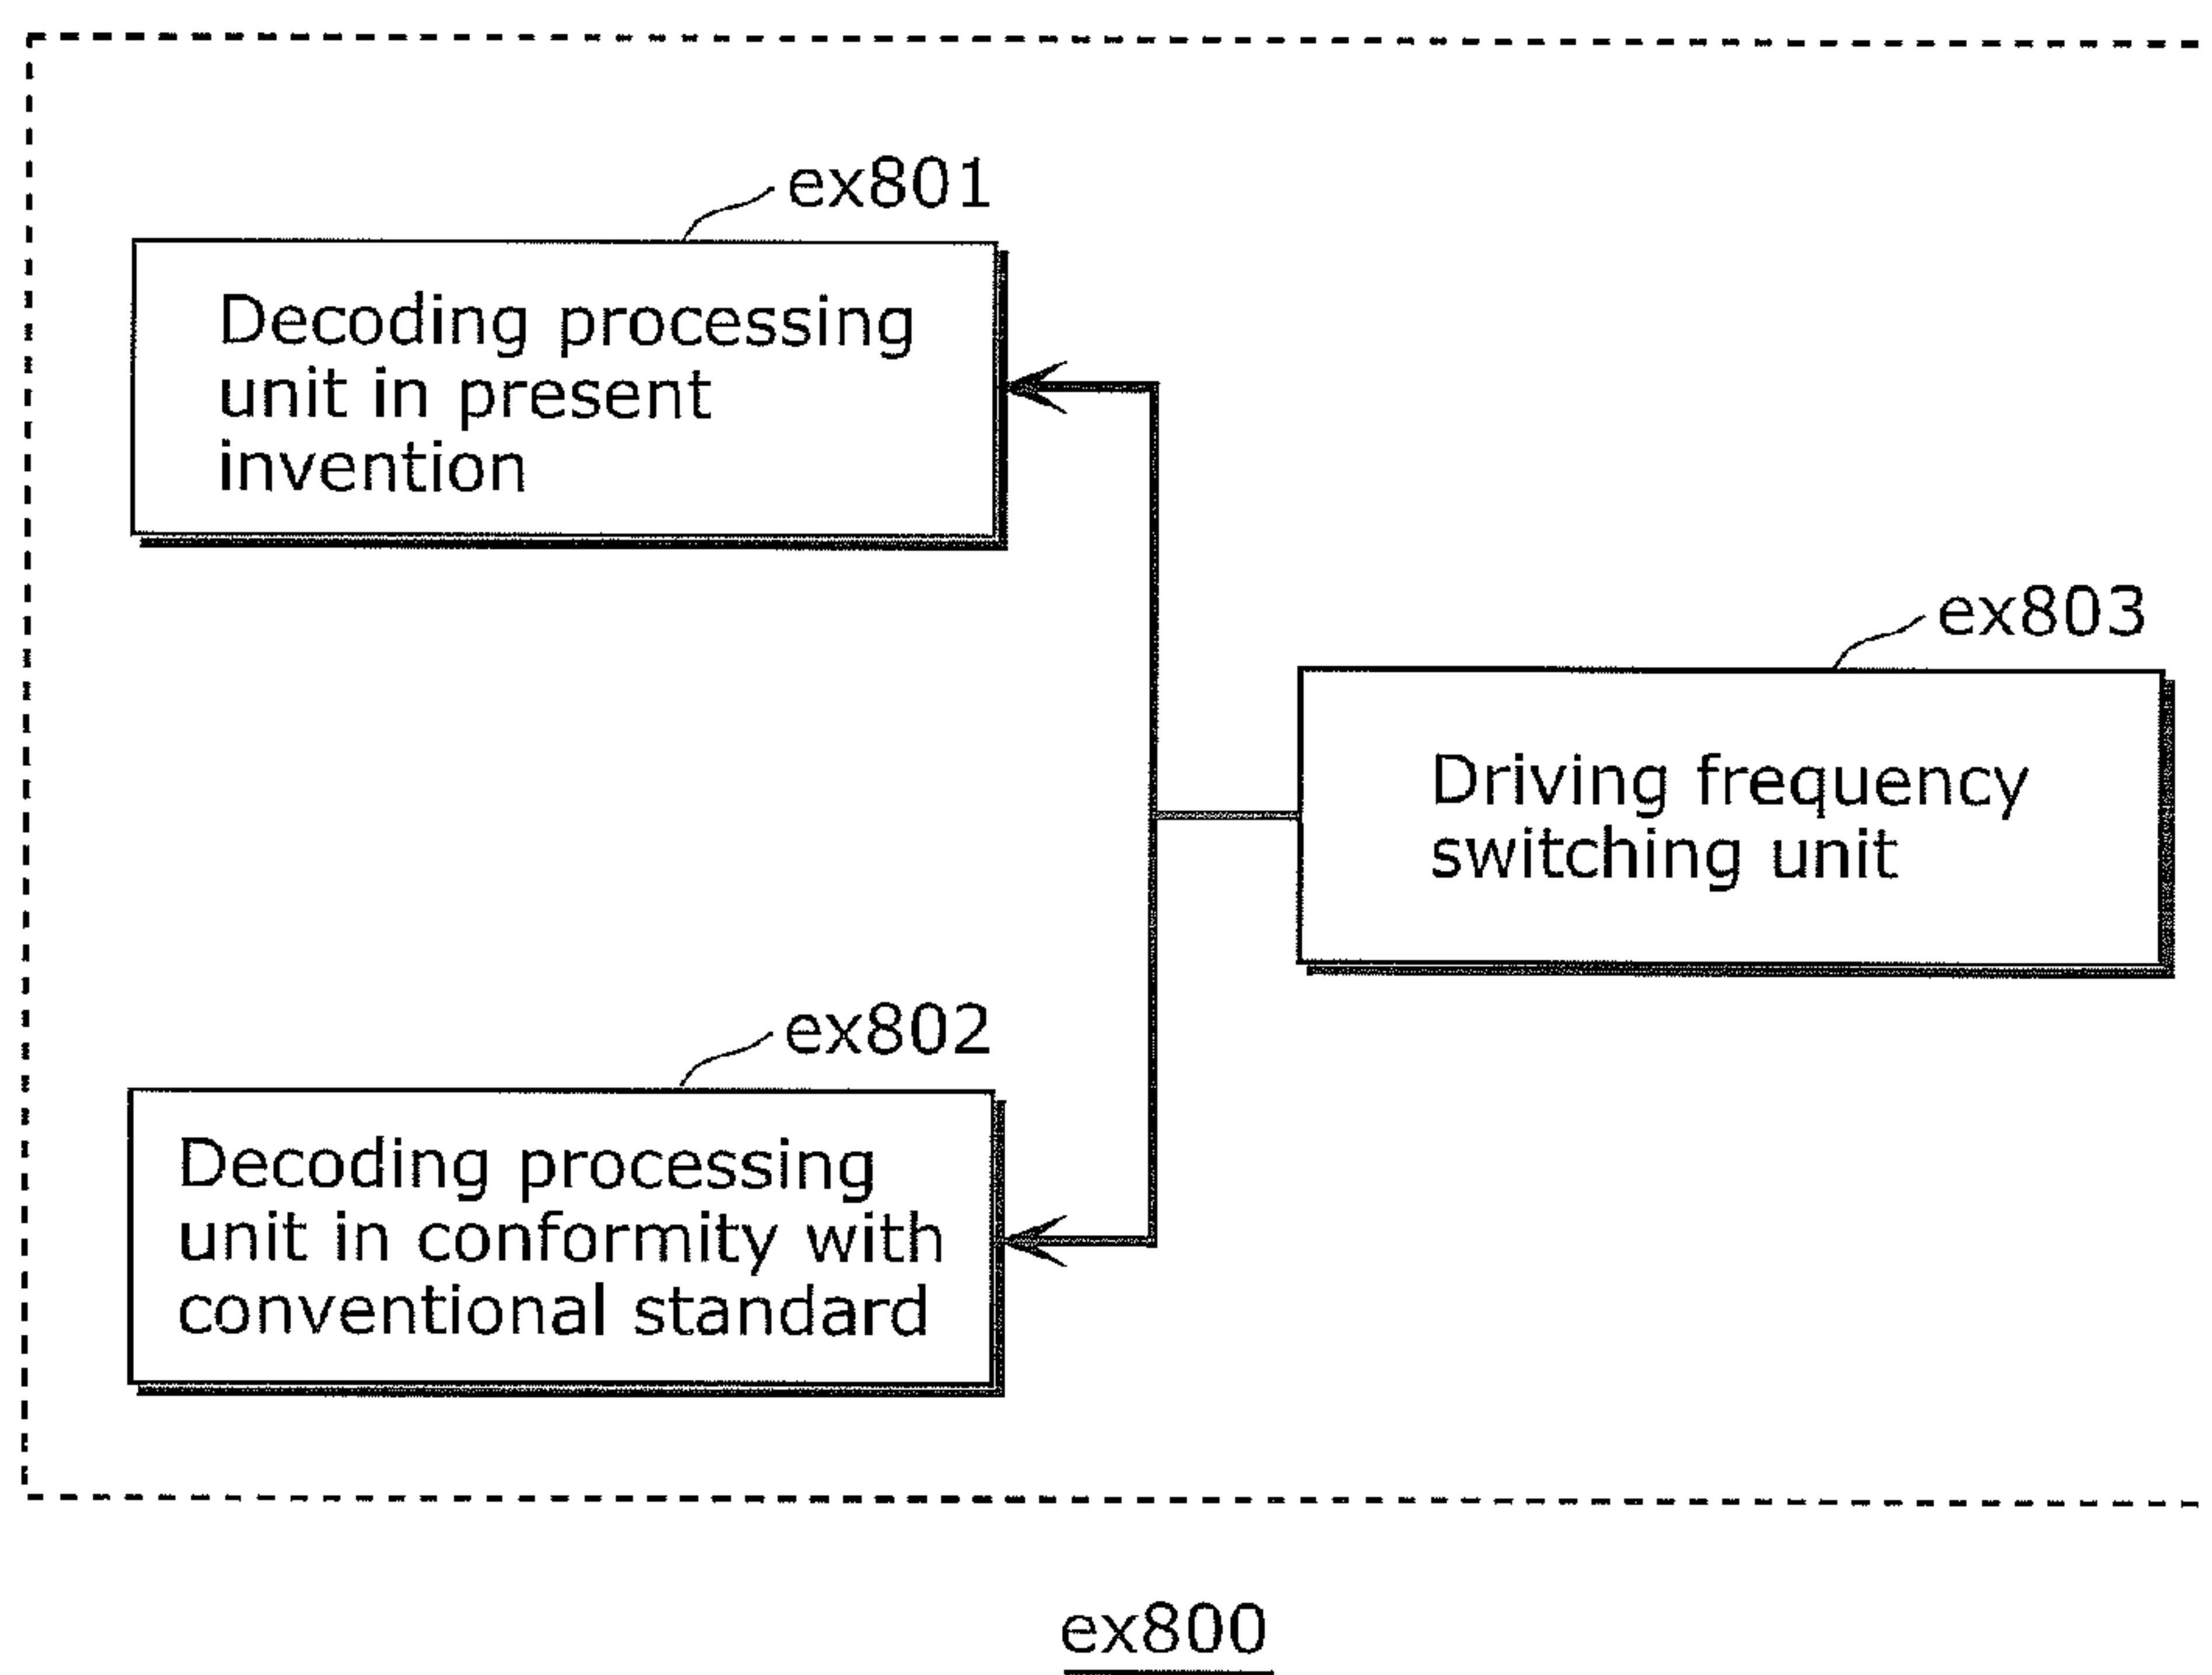 ex801
Decoding processing
unit in present
invention
ex803
Driving frequency
switching unit
ex802
Decoding processing
unit in conformity with
conventional standard
ex800